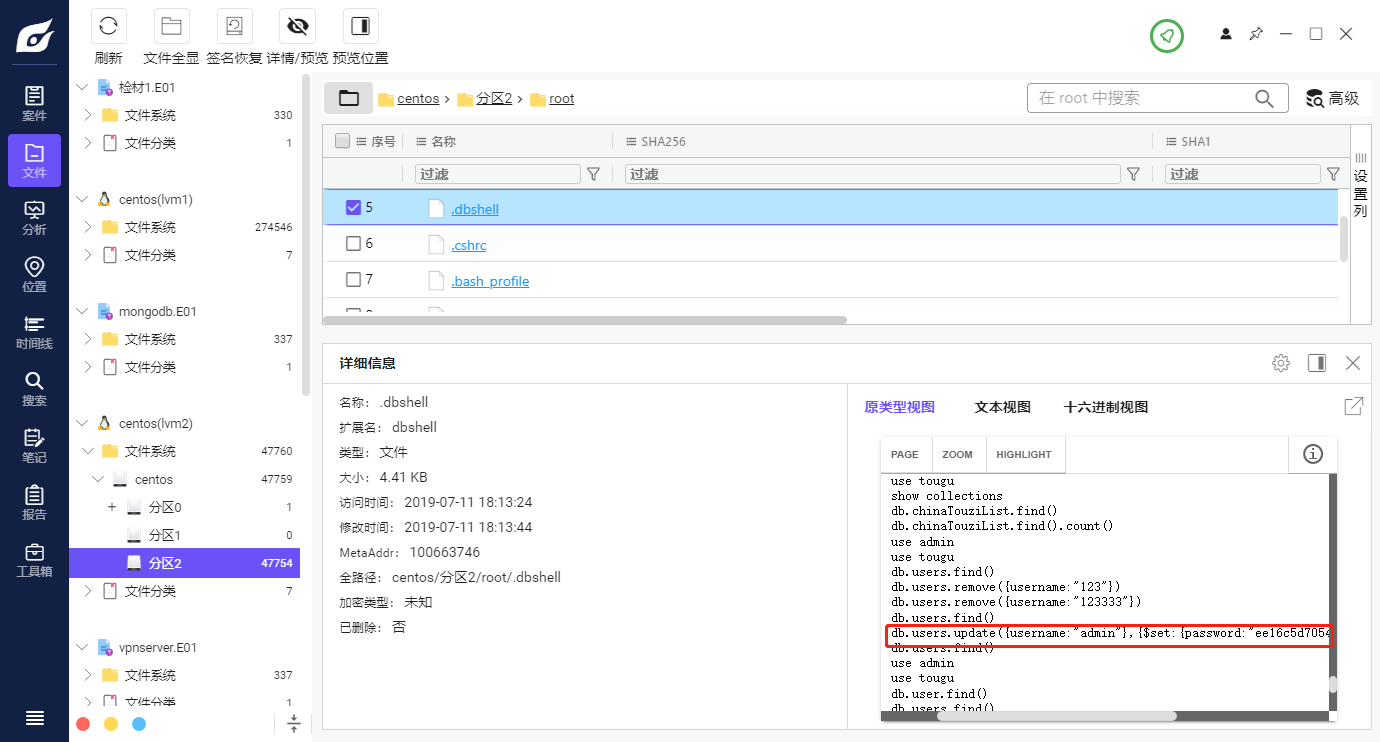 刷新
文件全显
签名恢复
详情/预览
预览位置
案件
文件
分析
位置
时间线
搜索
笔记
报告
工具箱
检材1.E01
文件系统 330
文件分类 1
centos(lvm1)
文件系统 274546
文件分类 7
mongodb.E01
文件系统 337
文件分类 1
centos(lvm2)
文件系统 47760
centos 47759
分区0 1
分区1 0
分区2 47754
文件分类 7
vpnserver.E01
文件系统 337
文件分类 1
centos › 分区2 › root
在 root 中搜索
高级
序号 名称 SHA256 SHA1
过滤 过滤 过滤
5 .dbshell
6 .cshrc
7 .bash_profile
设置列
详细信息
名称: .dbshell
扩展名: dbshell
类型: 文件
大小: 4.41 KB
访问时间: 2019-07-11 18:13:24
修改时间: 2019-07-11 18:13:44
MetaAddr: 100663746
全路径: centos/分区2/root/.dbshell
加密类型: 未知
已删除: 否
原类型视图 文本视图 十六进制视图
PAGE ZOOM HIGHLIGHT
use tougu
show collections
db.chinaTouziList.find()
db.chinaTouziList.find().count()
use admin
use tougu
db.users.find()
db.users.remove({username:"123"})
db.users.remove({username:"123333"})
db.users.find()
db.users.update({username:"admin"},{$set:{password:"ee16c5d7054
db.users.find()
use admin
use tougu
db.user.find()
db.users.find()